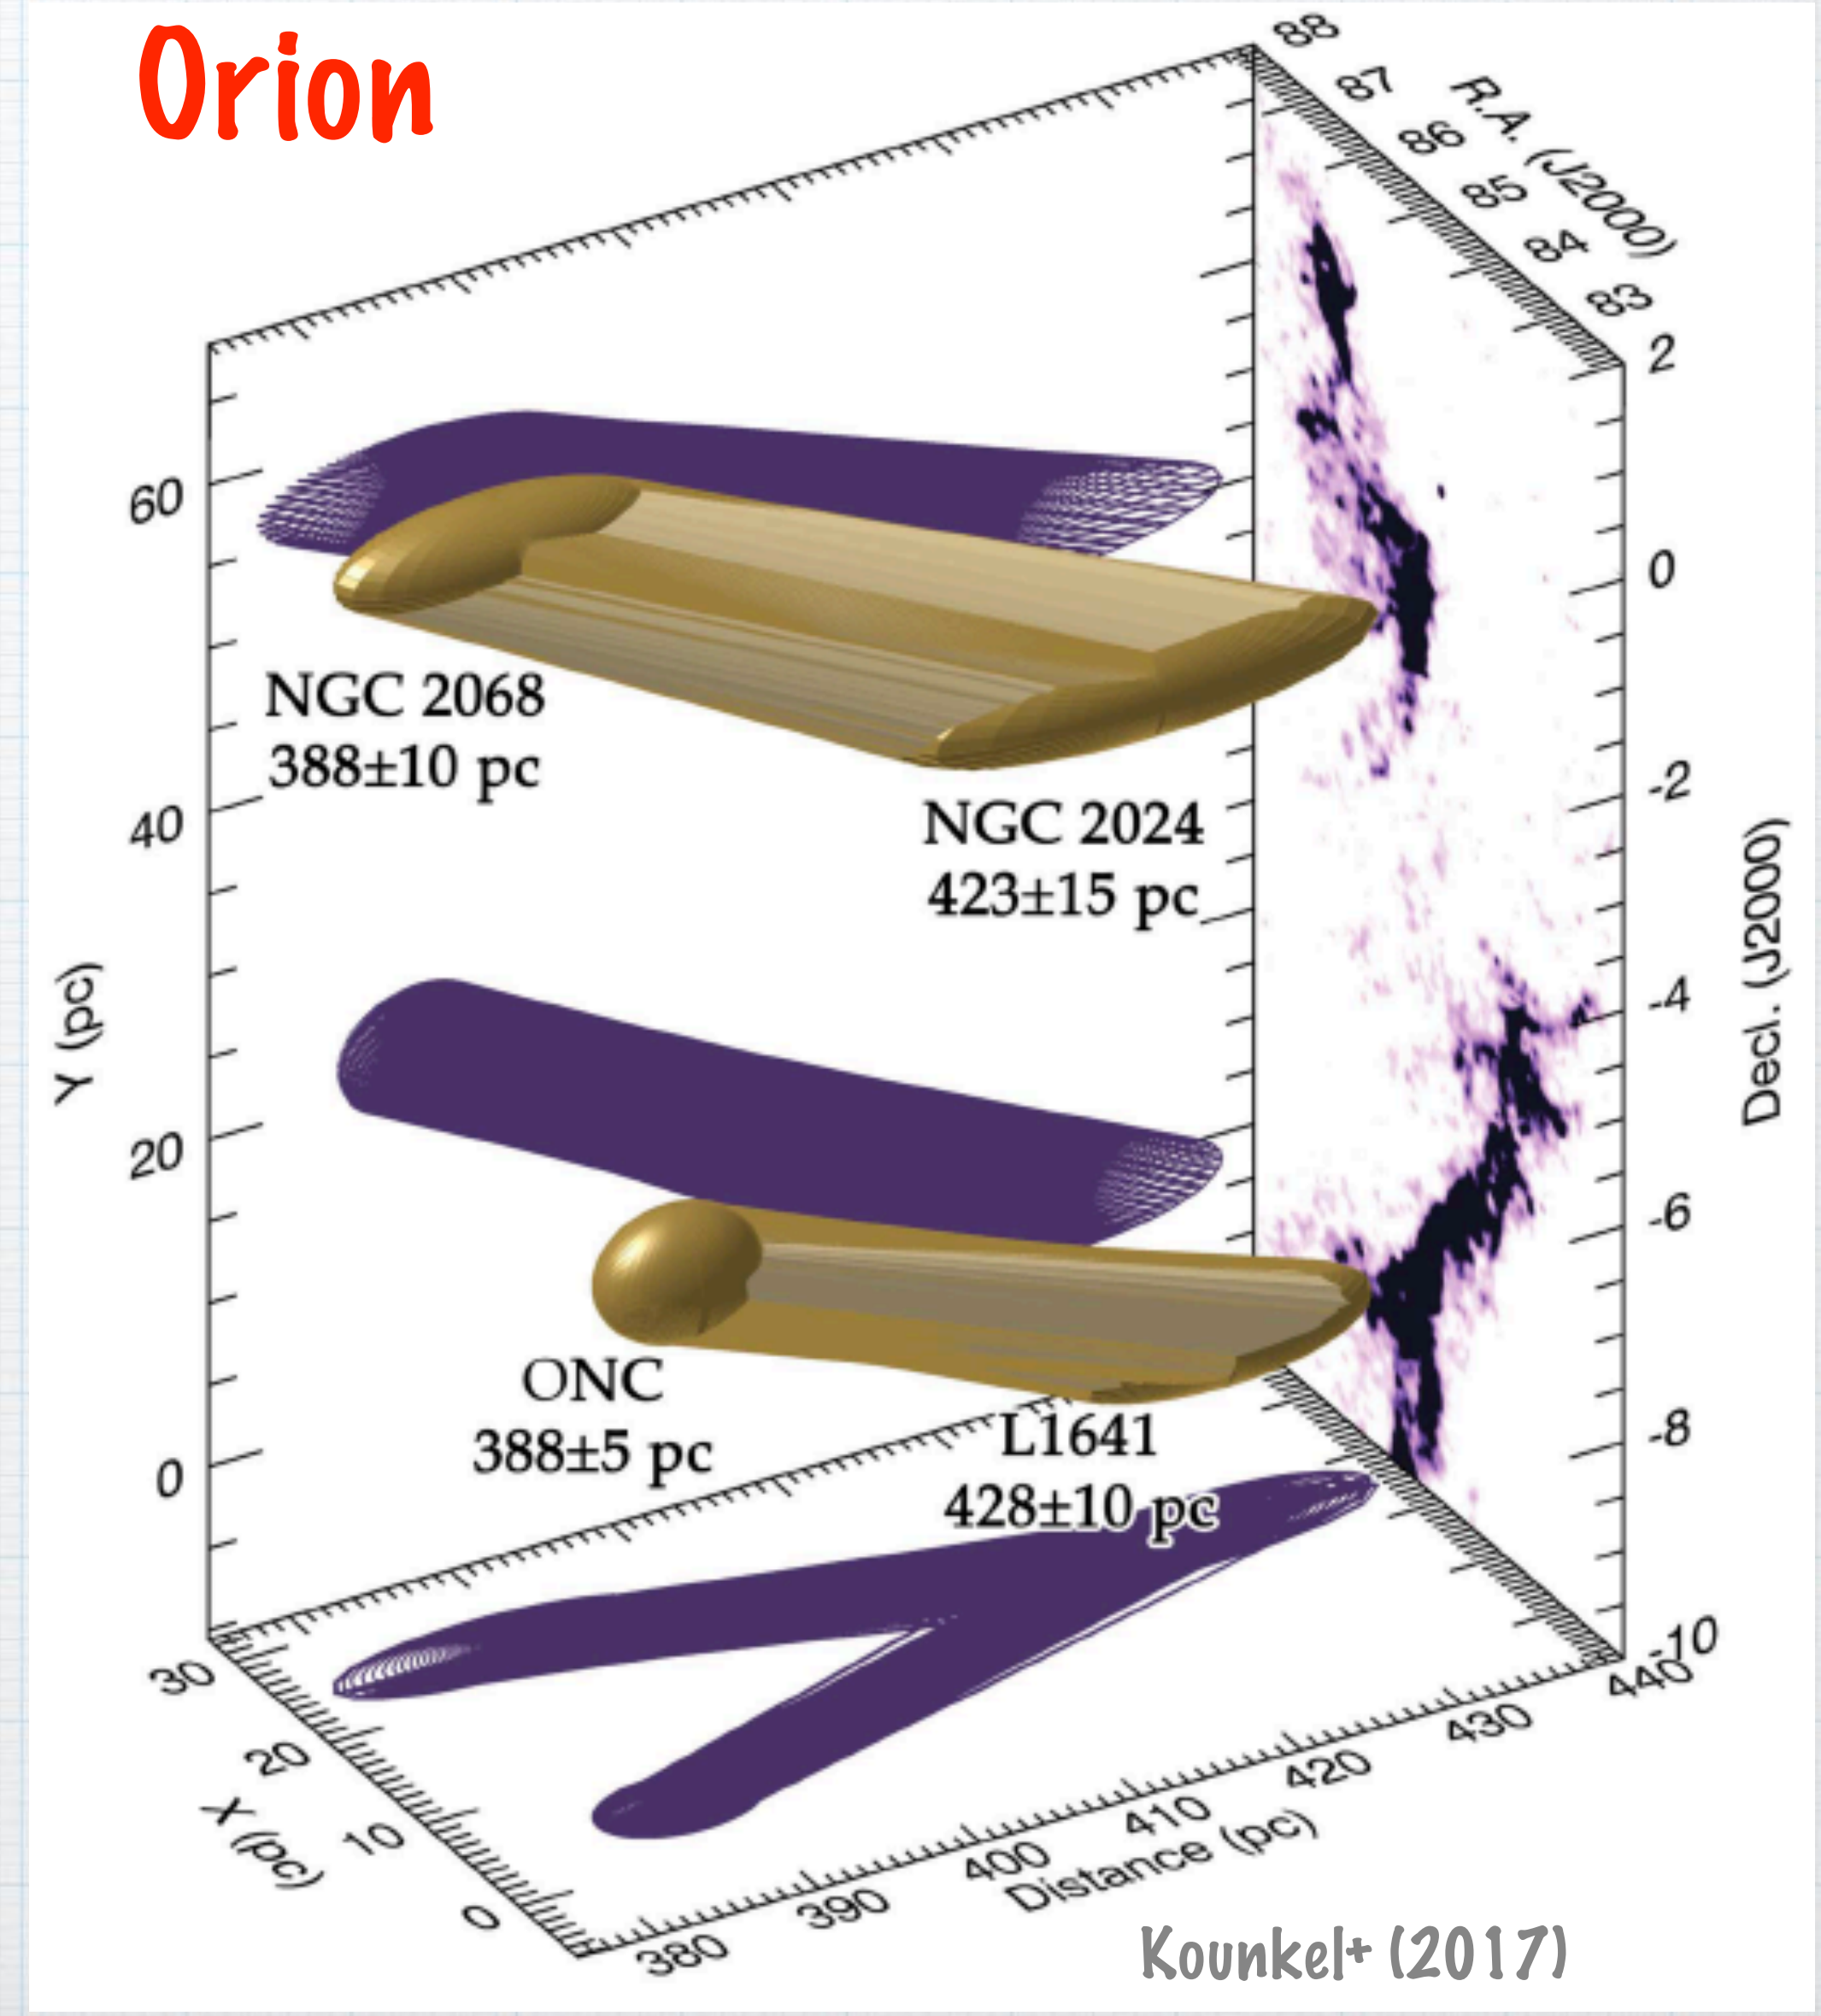 Orion
88
87
86
85
84
83
R.A. (J2000)
2
0
-2
-4
-6
-8
-10
Decl. (J2000)
60
40
20
0
Y (pc)
NGC 2068
388±10 pc
NGC 2024
423±15 pc
ONC
388±5 pc
L1641
428±10 pc
30
20
10
0
X (pc)
380
390
400
410
420
430
440
Distance (pc)
Kounkel+ (2017)